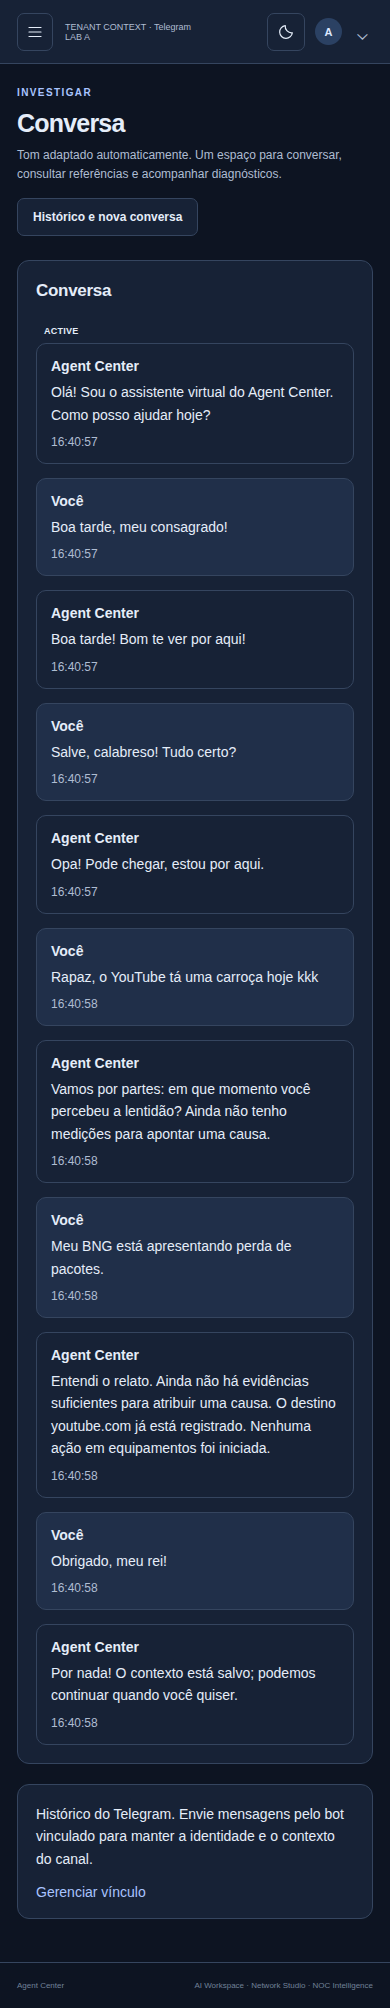 TENANT CONTEXT · Telegram
LAB A
A
INVESTIGAR
Conversa
Tom adaptado automaticamente. Um espaço para conversar,
consultar referências e acompanhar diagnósticos.
Histórico e nova conversa
Conversa
ACTIVE
Agent Center
Olá! Sou o assistente virtual do Agent Center.
Como posso ajudar hoje?
16:40:57
Você
Boa tarde, meu consagrado!
16:40:57
Agent Center
Boa tarde! Bom te ver por aqui!
16:40:57
Você
Salve, calabreso! Tudo certo?
16:40:57
Agent Center
Opa! Pode chegar, estou por aqui.
16:40:57
Você
Rapaz, o YouTube tá uma carroça hoje kkk
16:40:58
Agent Center
Vamos por partes: em que momento você
percebeu a lentidão? Ainda não tenho
medições para apontar uma causa.
16:40:58
Você
Meu BNG está apresentando perda de
pacotes.
16:40:58
Agent Center
Entendi o relato. Ainda não há evidências
suficientes para atribuir uma causa. O destino
youtube.com já está registrado. Nenhuma
ação em equipamentos foi iniciada.
16:40:58
Você
Obrigado, meu rei!
16:40:58
Agent Center
Por nada! O contexto está salvo; podemos
continuar quando você quiser.
16:40:58
Histórico do Telegram. Envie mensagens pelo bot
vinculado para manter a identidade e o contexto
do canal.
Gerenciar vínculo
Agent Center
AI Workspace · Network Studio · NOC Intelligence